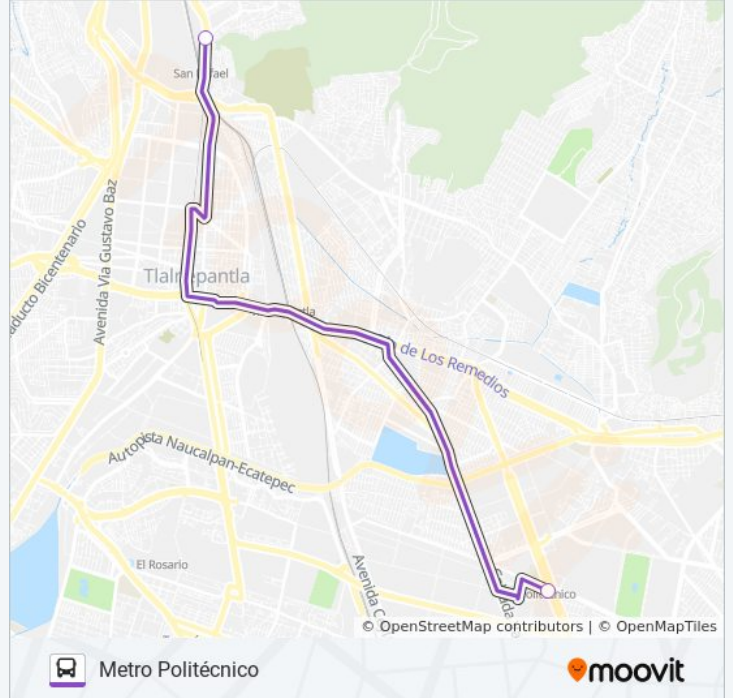 San Rafael
Avenida Via Gustavo Baz
Viaducto Bicentenario
Tlalnepantla
de Los Remedios
Autopista Naucalpan-Ecatepec
El Rosario
Avenida C
© OpenStreetMap contributors | © OpenMapTiles
Metro Politécnico
moovit